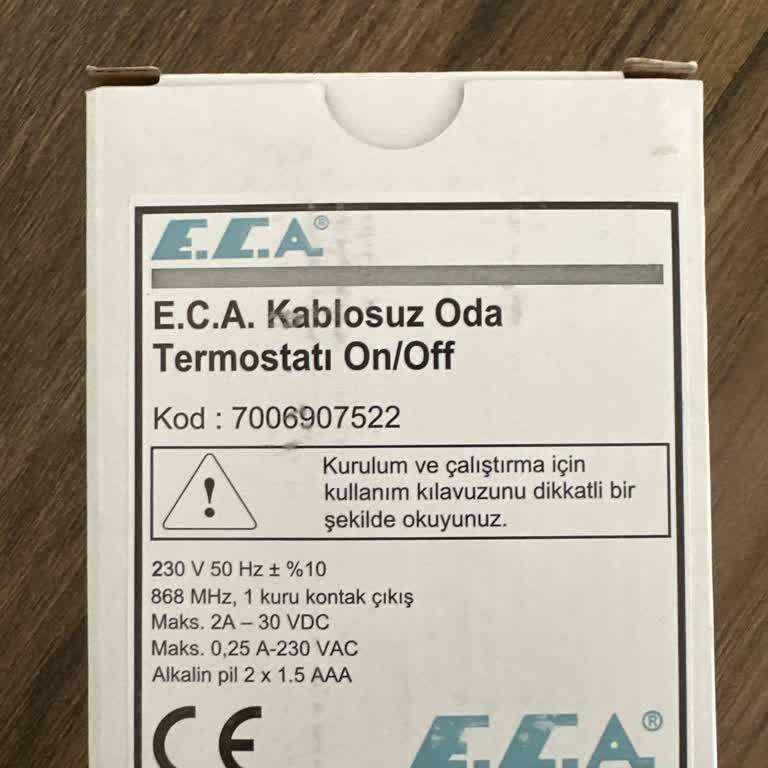 E.C.A.®
E.C.A. Kablosuz Oda
Termostatı On/Off
Kod : 7006907522
!
Kurulum ve çalıştırma için
kullanım kılavuzunu dikkatli bir
şekilde okuyunuz.
230 V 50 Hz ± %10
868 MHz, 1 kuru kontak çıkış
Maks. 2A – 30 VDC
Maks. 0,25 A-230 VAC
Alkalin pil 2 x 1.5 AAA
CE
E.C.A.®